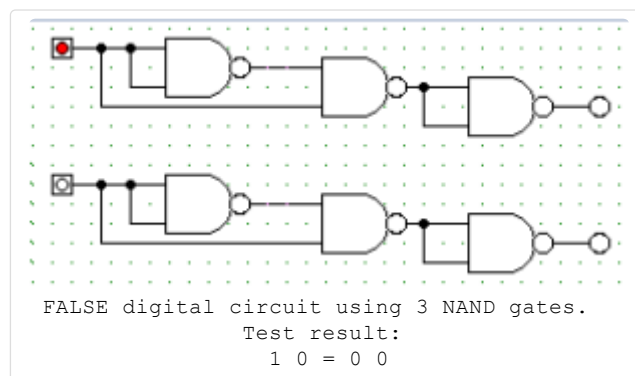 FALSE digital circuit using 3 NAND gates.
Test result:
1 0 = 0 0